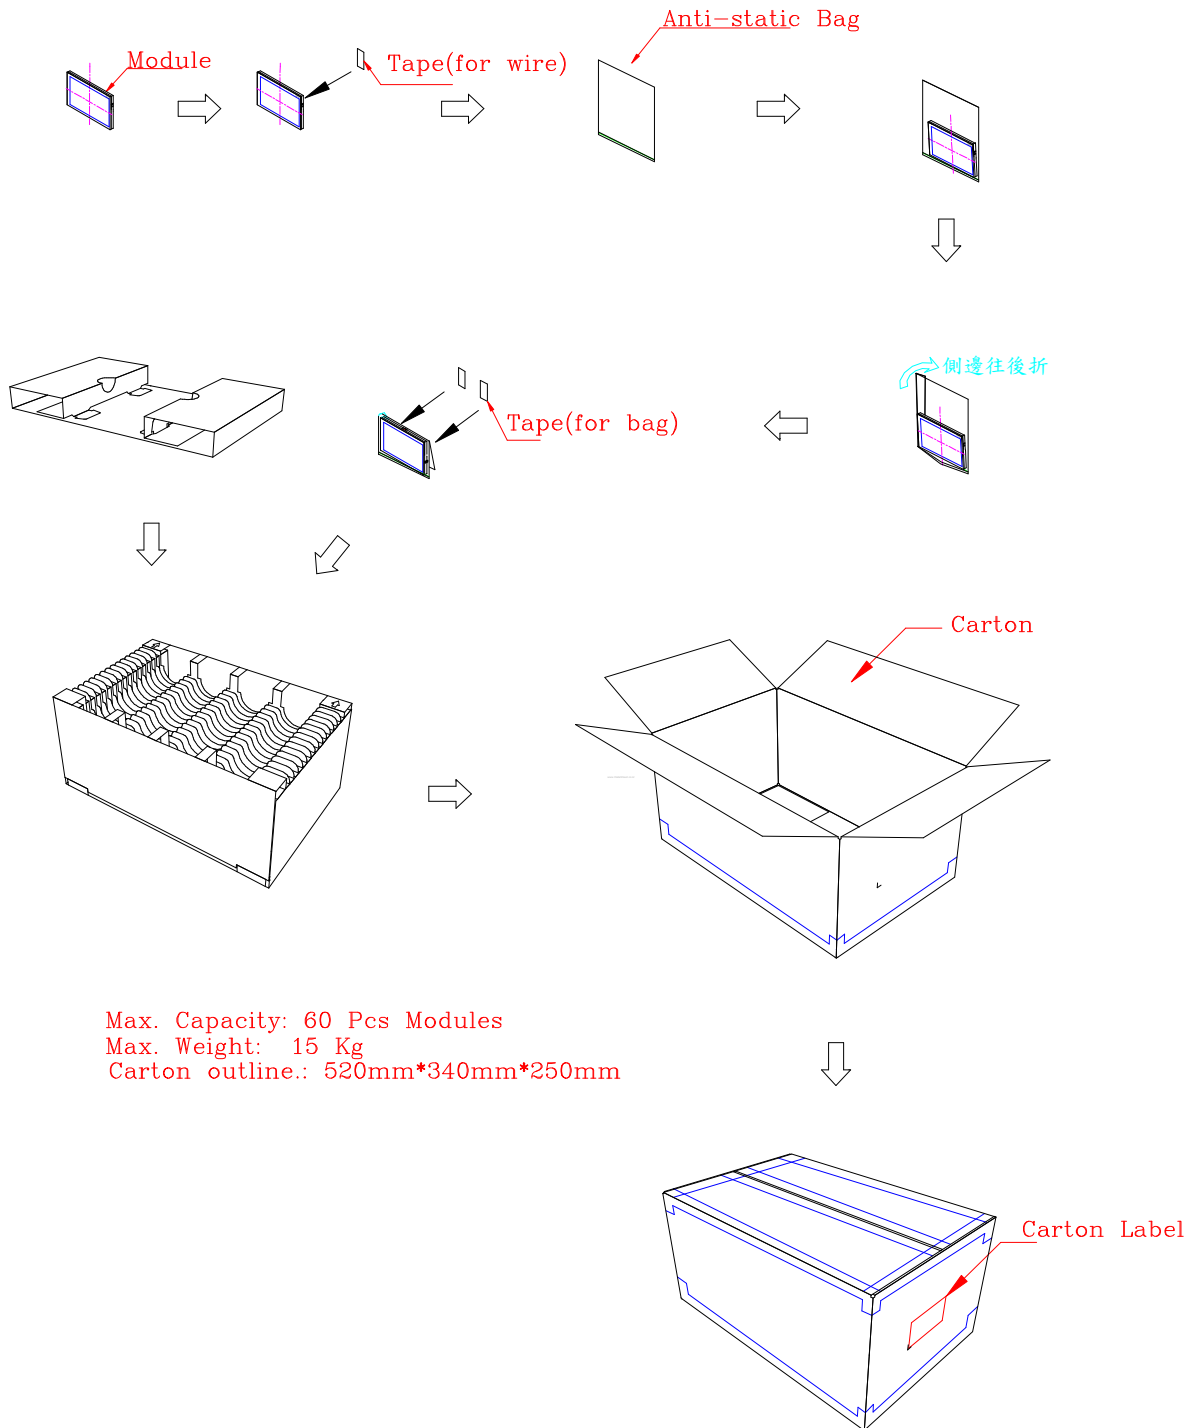 Anti-static Bag
Module
Tape(for wire)
側邊往後折
Tape(for bag)
Carton
Max. Capacity: 60 Pcs Modules
Max. Weight: 15 Kg
Carton outline.: 520mm*340mm*250mm
Carton Label